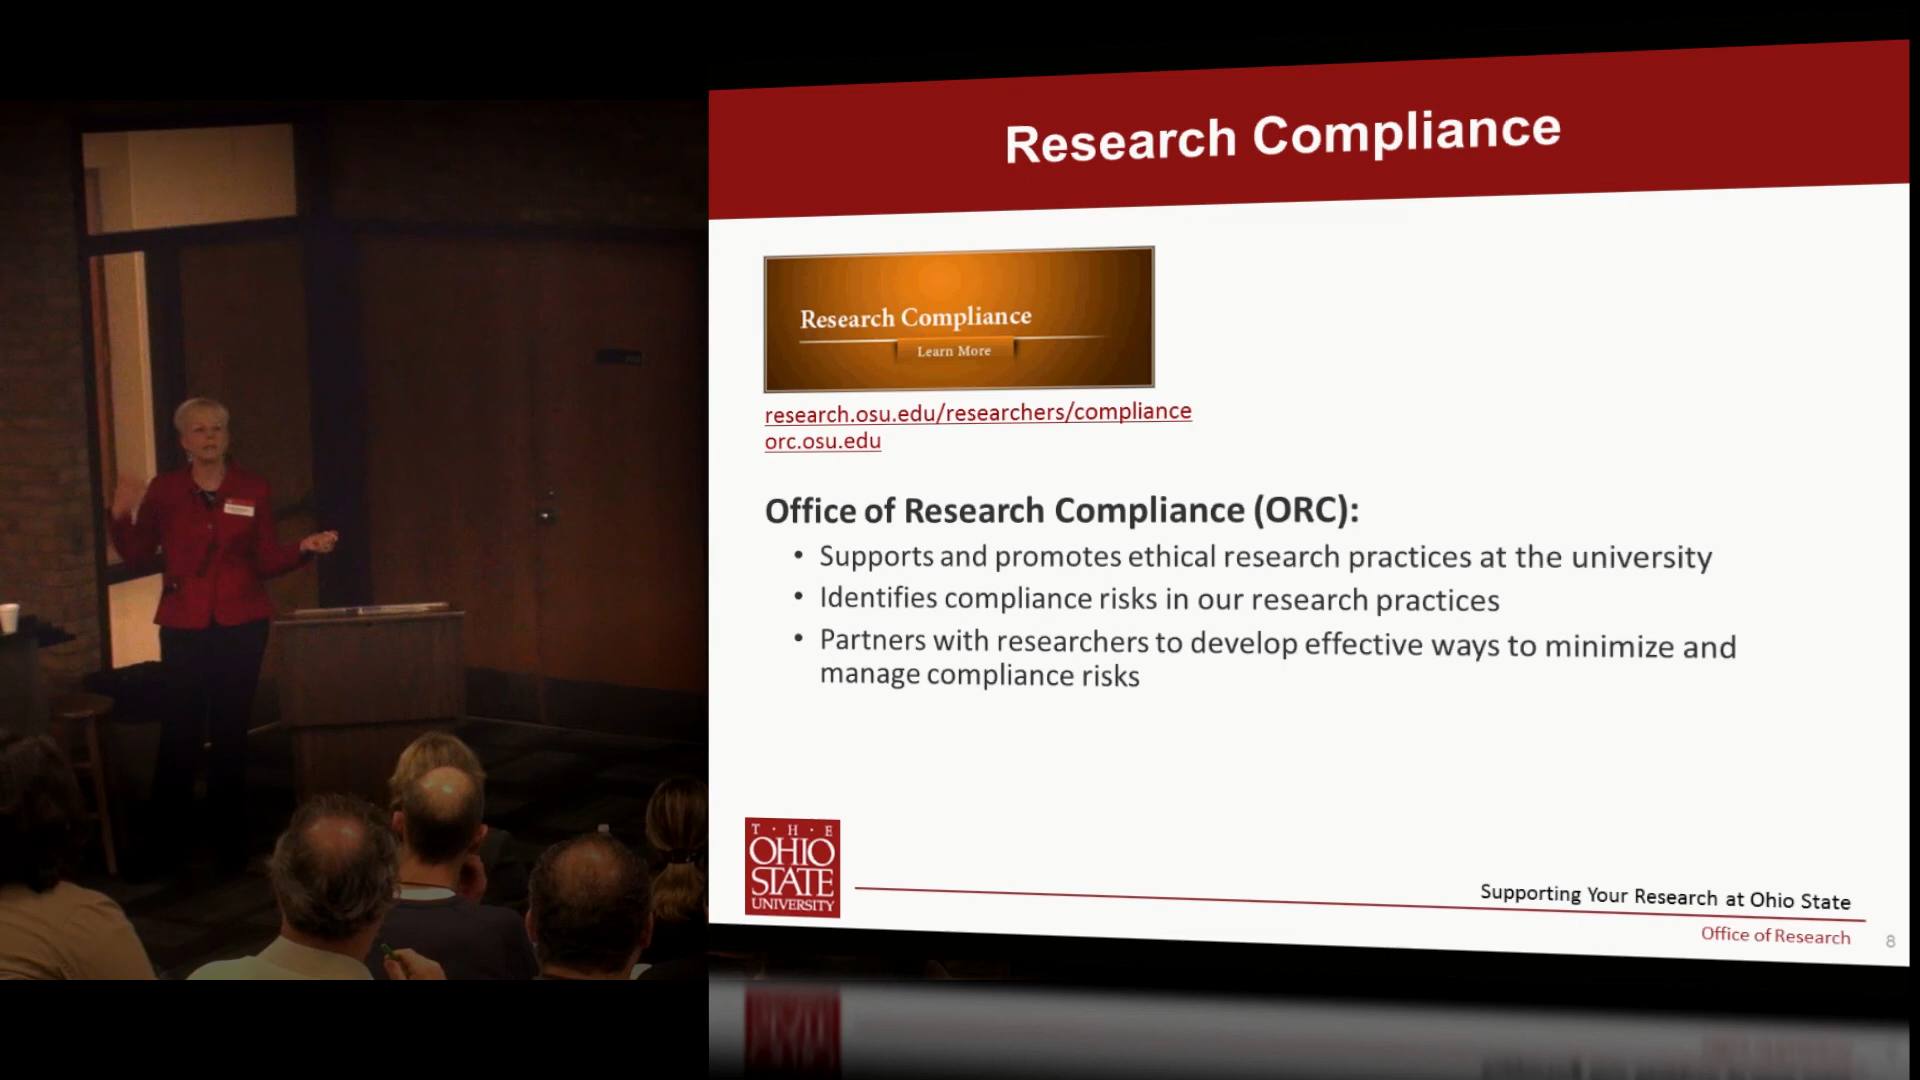 Research Compliance
Research Compliance
Learn More
research.osu.edu/researchers/compliance
orc.osu.edu
Office of Research Compliance (ORC):
• Supports and promotes ethical research practices at the university
• Identifies compliance risks in our research practices
• Partners with researchers to develop effective ways to minimize and
manage compliance risks
T · H · E
OHIO
STATE
UNIVERSITY
Supporting Your Research at Ohio State
Office of Research
8